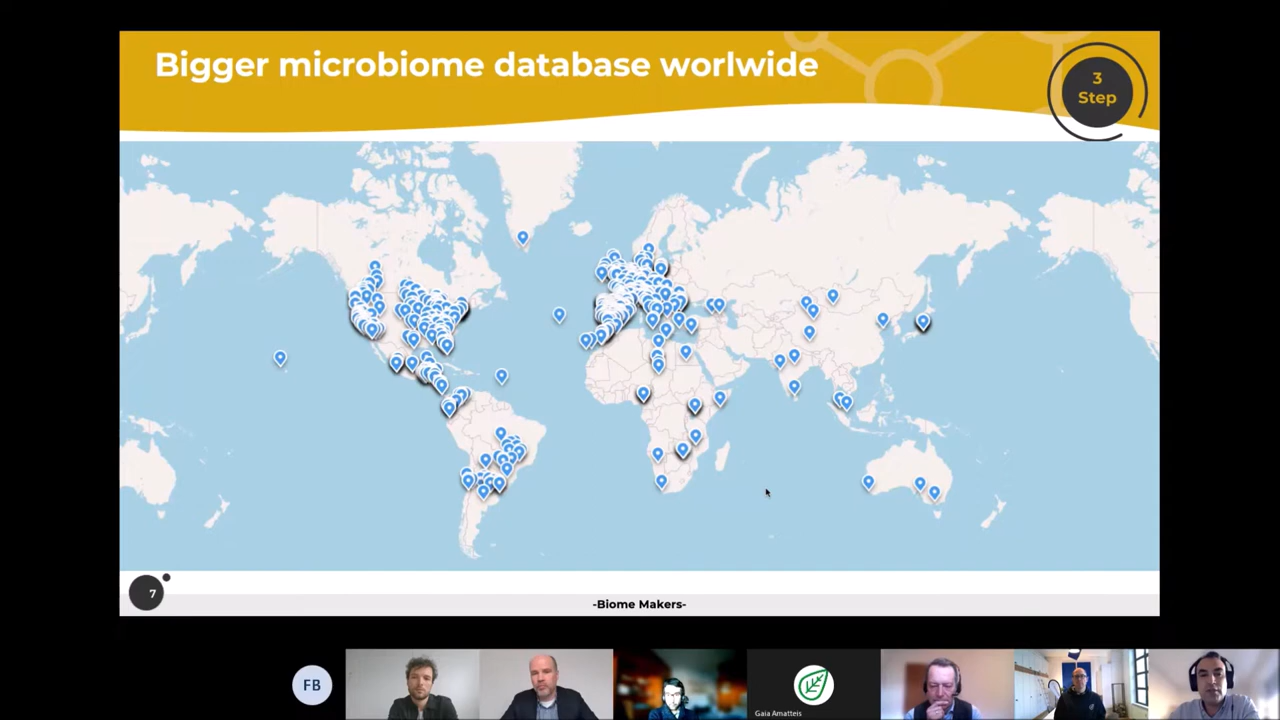 Bigger microbiome database worlwide
3
Step
7
-Biome Makers-
FB
Gaia Amatteis